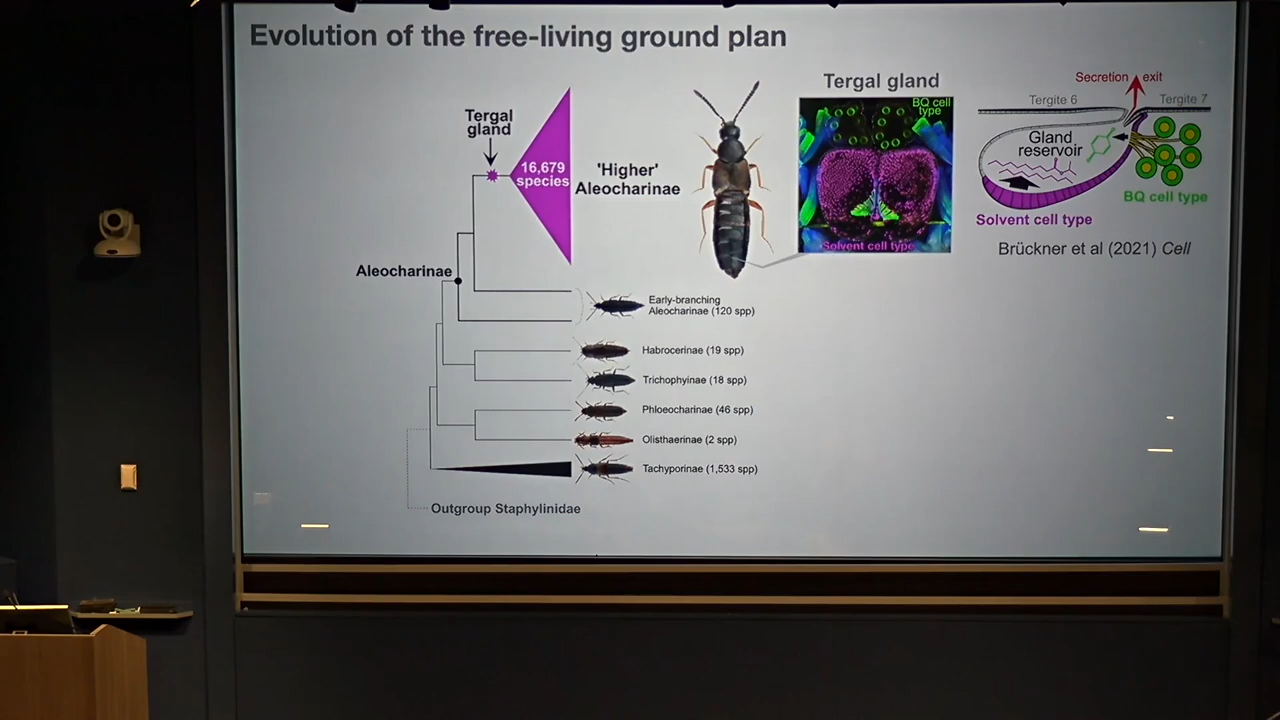 Evolution of the free-living ground plan
Tergal
gland
16,679
species
'Higher'
Aleocharinae
Tergal gland
BQ cell
type
Solvent cell type
Secretion exit
Tergite 6
Tergite 7
Gland
reservoir
BQ cell type
Solvent cell type
Brückner et al (2021) Cell
Aleocharinae
Early-branching
Aleocharinae (120 spp)
Habrocerinae (19 spp)
Trichophyinae (18 spp)
Phloeocharinae (46 spp)
Olisthaerinae (2 spp)
Tachyporinae (1,533 spp)
Outgroup Staphylinidae